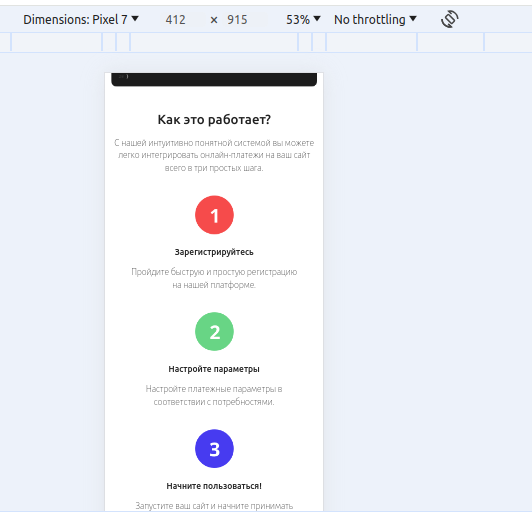 Dimensions: Pixel 7 412 × 915 53% No throttling
Как это работает?
С нашей интуитивно понятной системой вы можете
легко интегрировать онлайн-платежи на ваш сайт
всего в три простых шага.
1
Зарегистрируйтесь
Пройдите быструю и простую регистрацию
на нашей платформе.
2
Настройте параметры
Настройте платежные параметры в
соответствии с потребностями.
3
Начните пользоваться!
Запустите ваш сайт и начните принимать